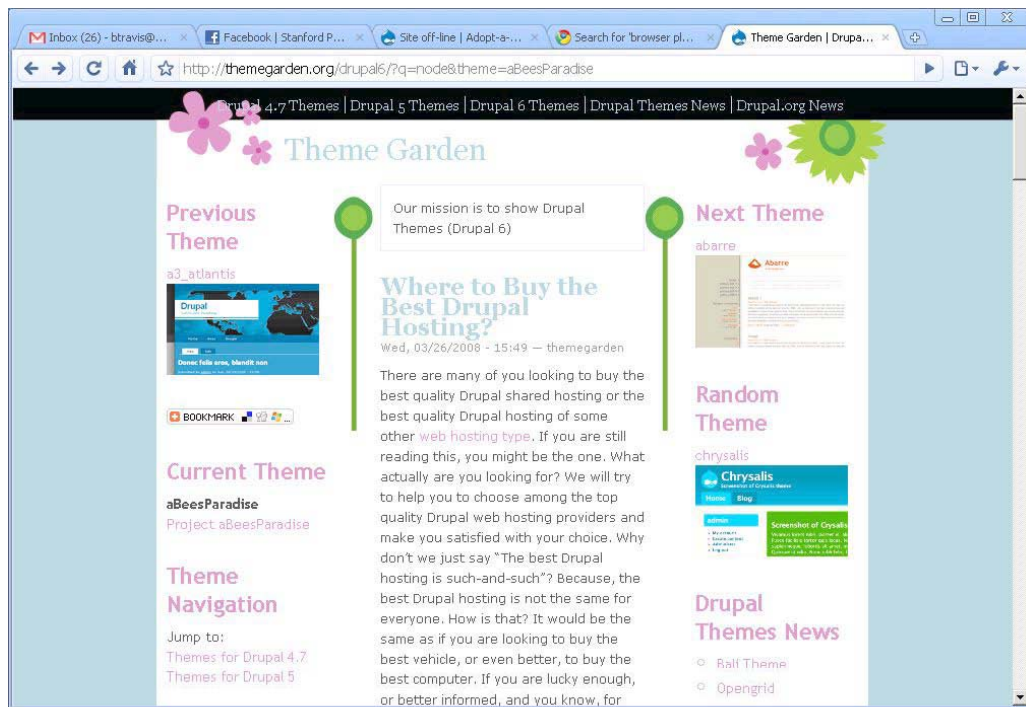 Inbox (26) - btravis@...
Facebook | Stanford P...
Site off-line | Adopt-a-...
Search for 'browser pl...
Theme Garden | Drupa...
http://themegarden.org/drupal6/?q=node&theme=aBeesParadise
Drupal 4.7 Themes | Drupal 5 Themes | Drupal 6 Themes | Drupal Themes News | Drupal.org News
Theme Garden
Previous
Theme
a3_atlantis
Drupal
Donec felis eros, blandit non
BOOKMARK
...
Current Theme
aBeesParadise
Project aBeesParadise
Theme
Navigation
Jump to:
Themes for Drupal 4.7
Themes for Drupal 5
Our mission is to show Drupal
Themes (Drupal 6)
Where to Buy the
Best Drupal
Hosting?
Wed, 03/26/2008 - 15:49 — themegarden
There are many of you looking to buy the
best quality Drupal shared hosting or the
best quality Drupal hosting of some
other web hosting type. If you are still
reading this, you might be the one. What
actually are you looking for? We will try
to help you to choose among the top
quality Drupal web hosting providers and
make you satisfied with your choice. Why
don't we just say "The best Drupal
hosting is such-and-such"? Because, the
best Drupal hosting is not the same for
everyone. How is that? It would be the
same as if you are looking to buy the
best vehicle, or even better, to buy the
best computer. If you are lucky enough,
or better informed, and you know, for
Next Theme
abarre
Abarre
Random
Theme
chrysalis
Chrysalis
Home Blog
admin
Screenshot of Crysalis
Drupal
Themes News
Bali Theme
Opengrid